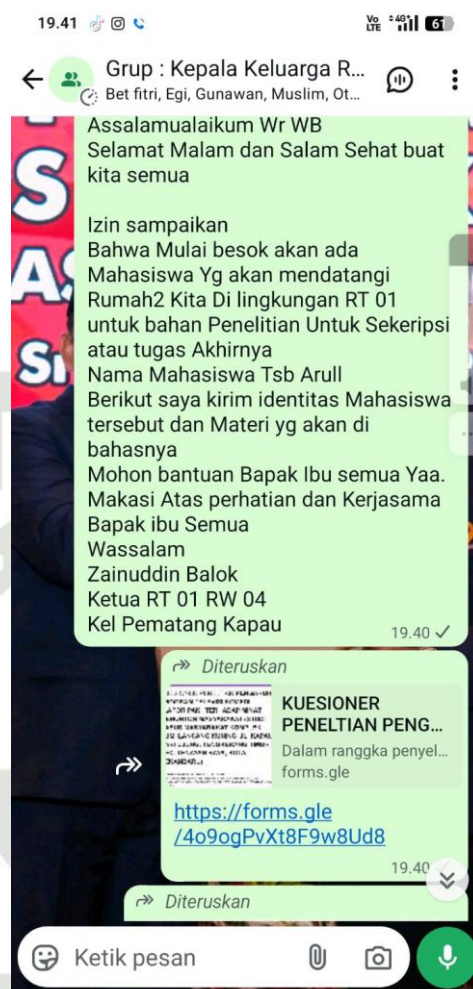 19.41
Vo LTE 4G+ 61
Grup : Kepala Keluarga R...
Bet fitri, Egi, Gunawan, Muslim, Ot...
Assalamualaikum Wr WB
Selamat Malam dan Salam Sehat buat
kita semua
Izin sampaikan
Bahwa Mulai besok akan ada
Mahasiswa Yg akan mendatangi
Rumah2 Kita Di lingkungan RT 01
untuk bahan Penelitian Untuk Sekeripsi
atau tugas Akhirnya
Nama Mahasiswa Tsb Arull
Berikut saya kirim identitas Mahasiswa
tersebut dan Materi yg akan di
bahasnya
Mohon bantuan Bapak Ibu semua Yaa.
Makasi Atas perhatian dan Kerjasama
Bapak ibu Semua
Wassalam
Zainuddin Balok
Ketua RT 01 RW 04
Kel Pematang Kapau
19.40
Diteruskan
KUESIONER
PENELTIAN PENG...
Dalam ranggka penyel...
forms.gle
https://forms.gle
/4o9ogPvXt8F9w8Ud8
19.40
Diteruskan
Ketik pesan